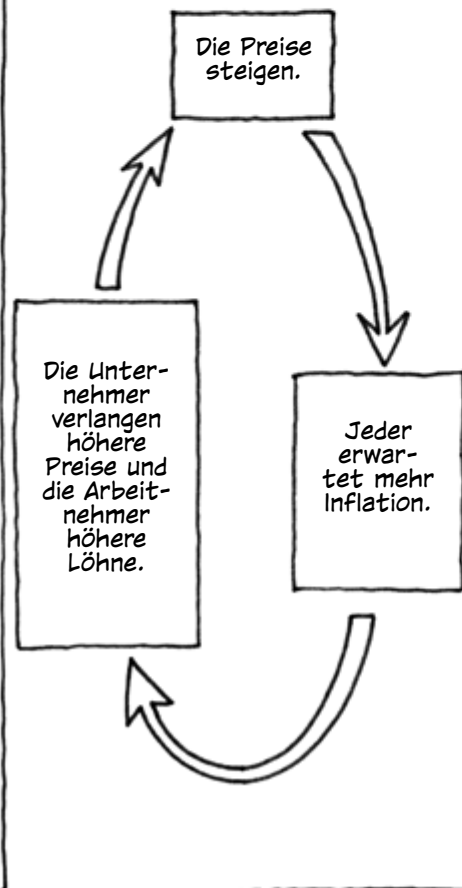 Die Preise
steigen.
Jeder
erwar-
tet mehr
Inflation.
Die Unter-
nehmer
verlangen
höhere
Preise und
die Arbeit-
nehmer
höhere
Löhne.